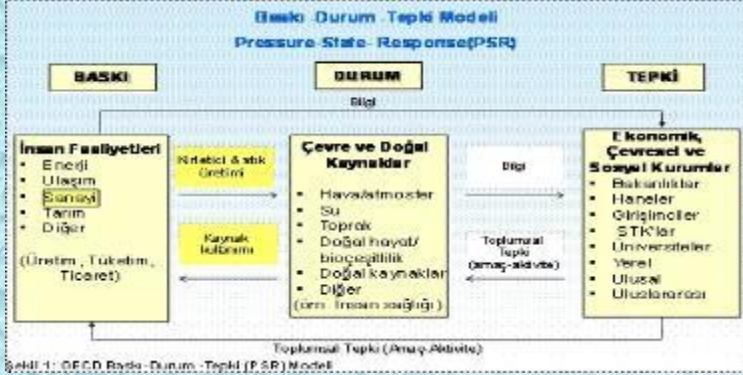 Baskı-Durum-Tepki Modeli
Pressure-State-Response(PSR)
BASKI
DURUM
TEPKİ
Bilgi
İnsan Faaliyetleri
• Enerji
• Ulaşım
• Sanayi
• Tarım
• Diğer
(Üretim, Tüketim,
Ticaret)
Kirletici & atık
üretimi
Kaynak
kullanımı
Çevre ve Doğal
Kaynaklar
• Hava/atmosfer
• Su
• Toprak
• Doğal hayat/
biocesitlilik
• Doğal kaynaklar
• Diğer
(örn. İnsan sağlığı)
Bilgi
Toplumsal
Tepki
(amaç-aktivite)
Ekonomik,
Çevresel ve
Sosyal Kurumlar
• Bakanlıklar
• Haneler
• Girişimciler
• STK'lar
• Üniversiteler
• Yerel
• Ulusal
• Uluslararası
Toplumsal Tepki (Amaç-Aktivite)
Şekil 1: OECD Baskı-Durum-Tepki (PSR) Modeli